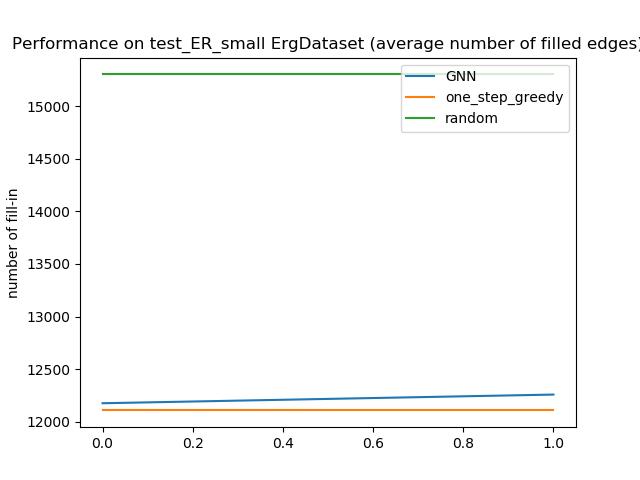 Performance on test_ER_small ErgDataset (average number of filled edges)
GNN
one_step_greedy
random
number of fill-in
15000
14500
14000
13500
13000
12500
12000
0.0 0.2 0.4 0.6 0.8 1.0